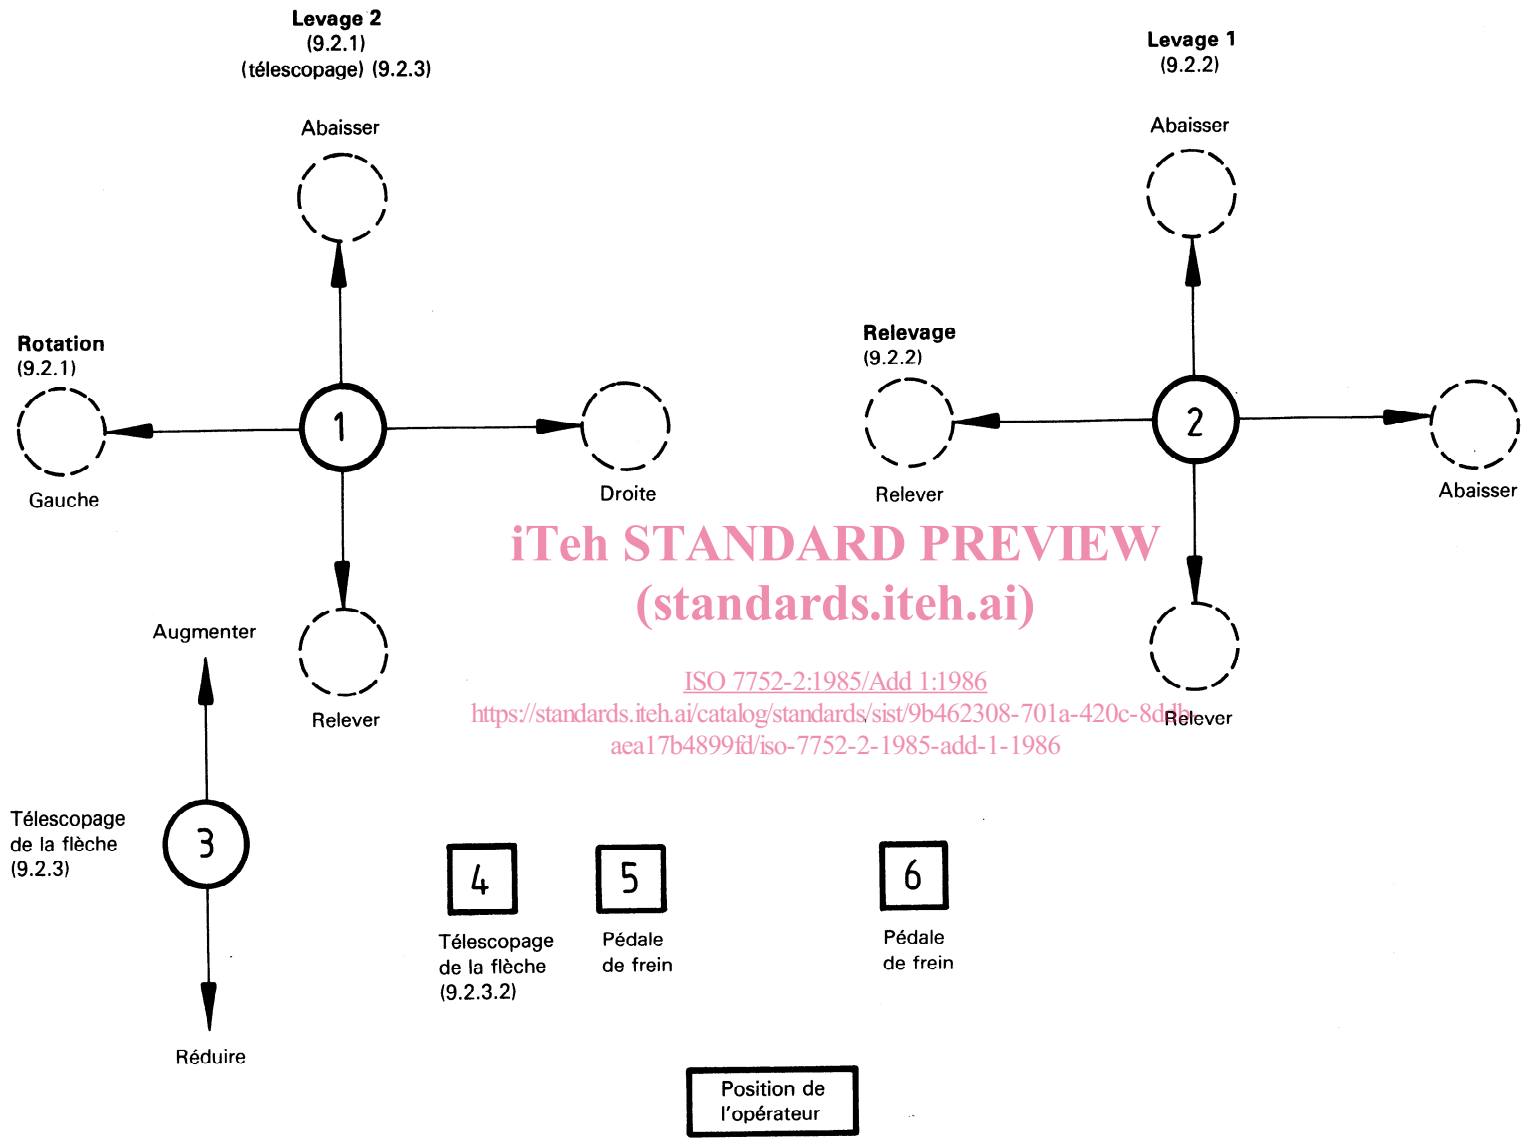 Levage 2
(9.2.1)
(télescopage) (9.2.3)
Abaisser
Levage 1
(9.2.2)
Abaisser
Rotation
(9.2.1)
Gauche
1
Droite
Relever
Relevage
(9.2.2)
Relever
2
Abaisser
Relever
iTeh STANDARD PREVIEW
(standards.iteh.ai)
ISO 7752-2:1985/Add 1:1986
https://standards.iteh.ai/catalog/standards/sist/9b462308-701a-420c-8ddb-
aea17b4899fd/iso-7752-2-1985-add-1-1986
Augmenter
Télescopage
de la flèche
(9.2.3)
3
Réduire
4
Télescopage
de la flèche
(9.2.3.2)
5
Pédale
de frein
6
Pédale
de frein
Position de
l'opérateur